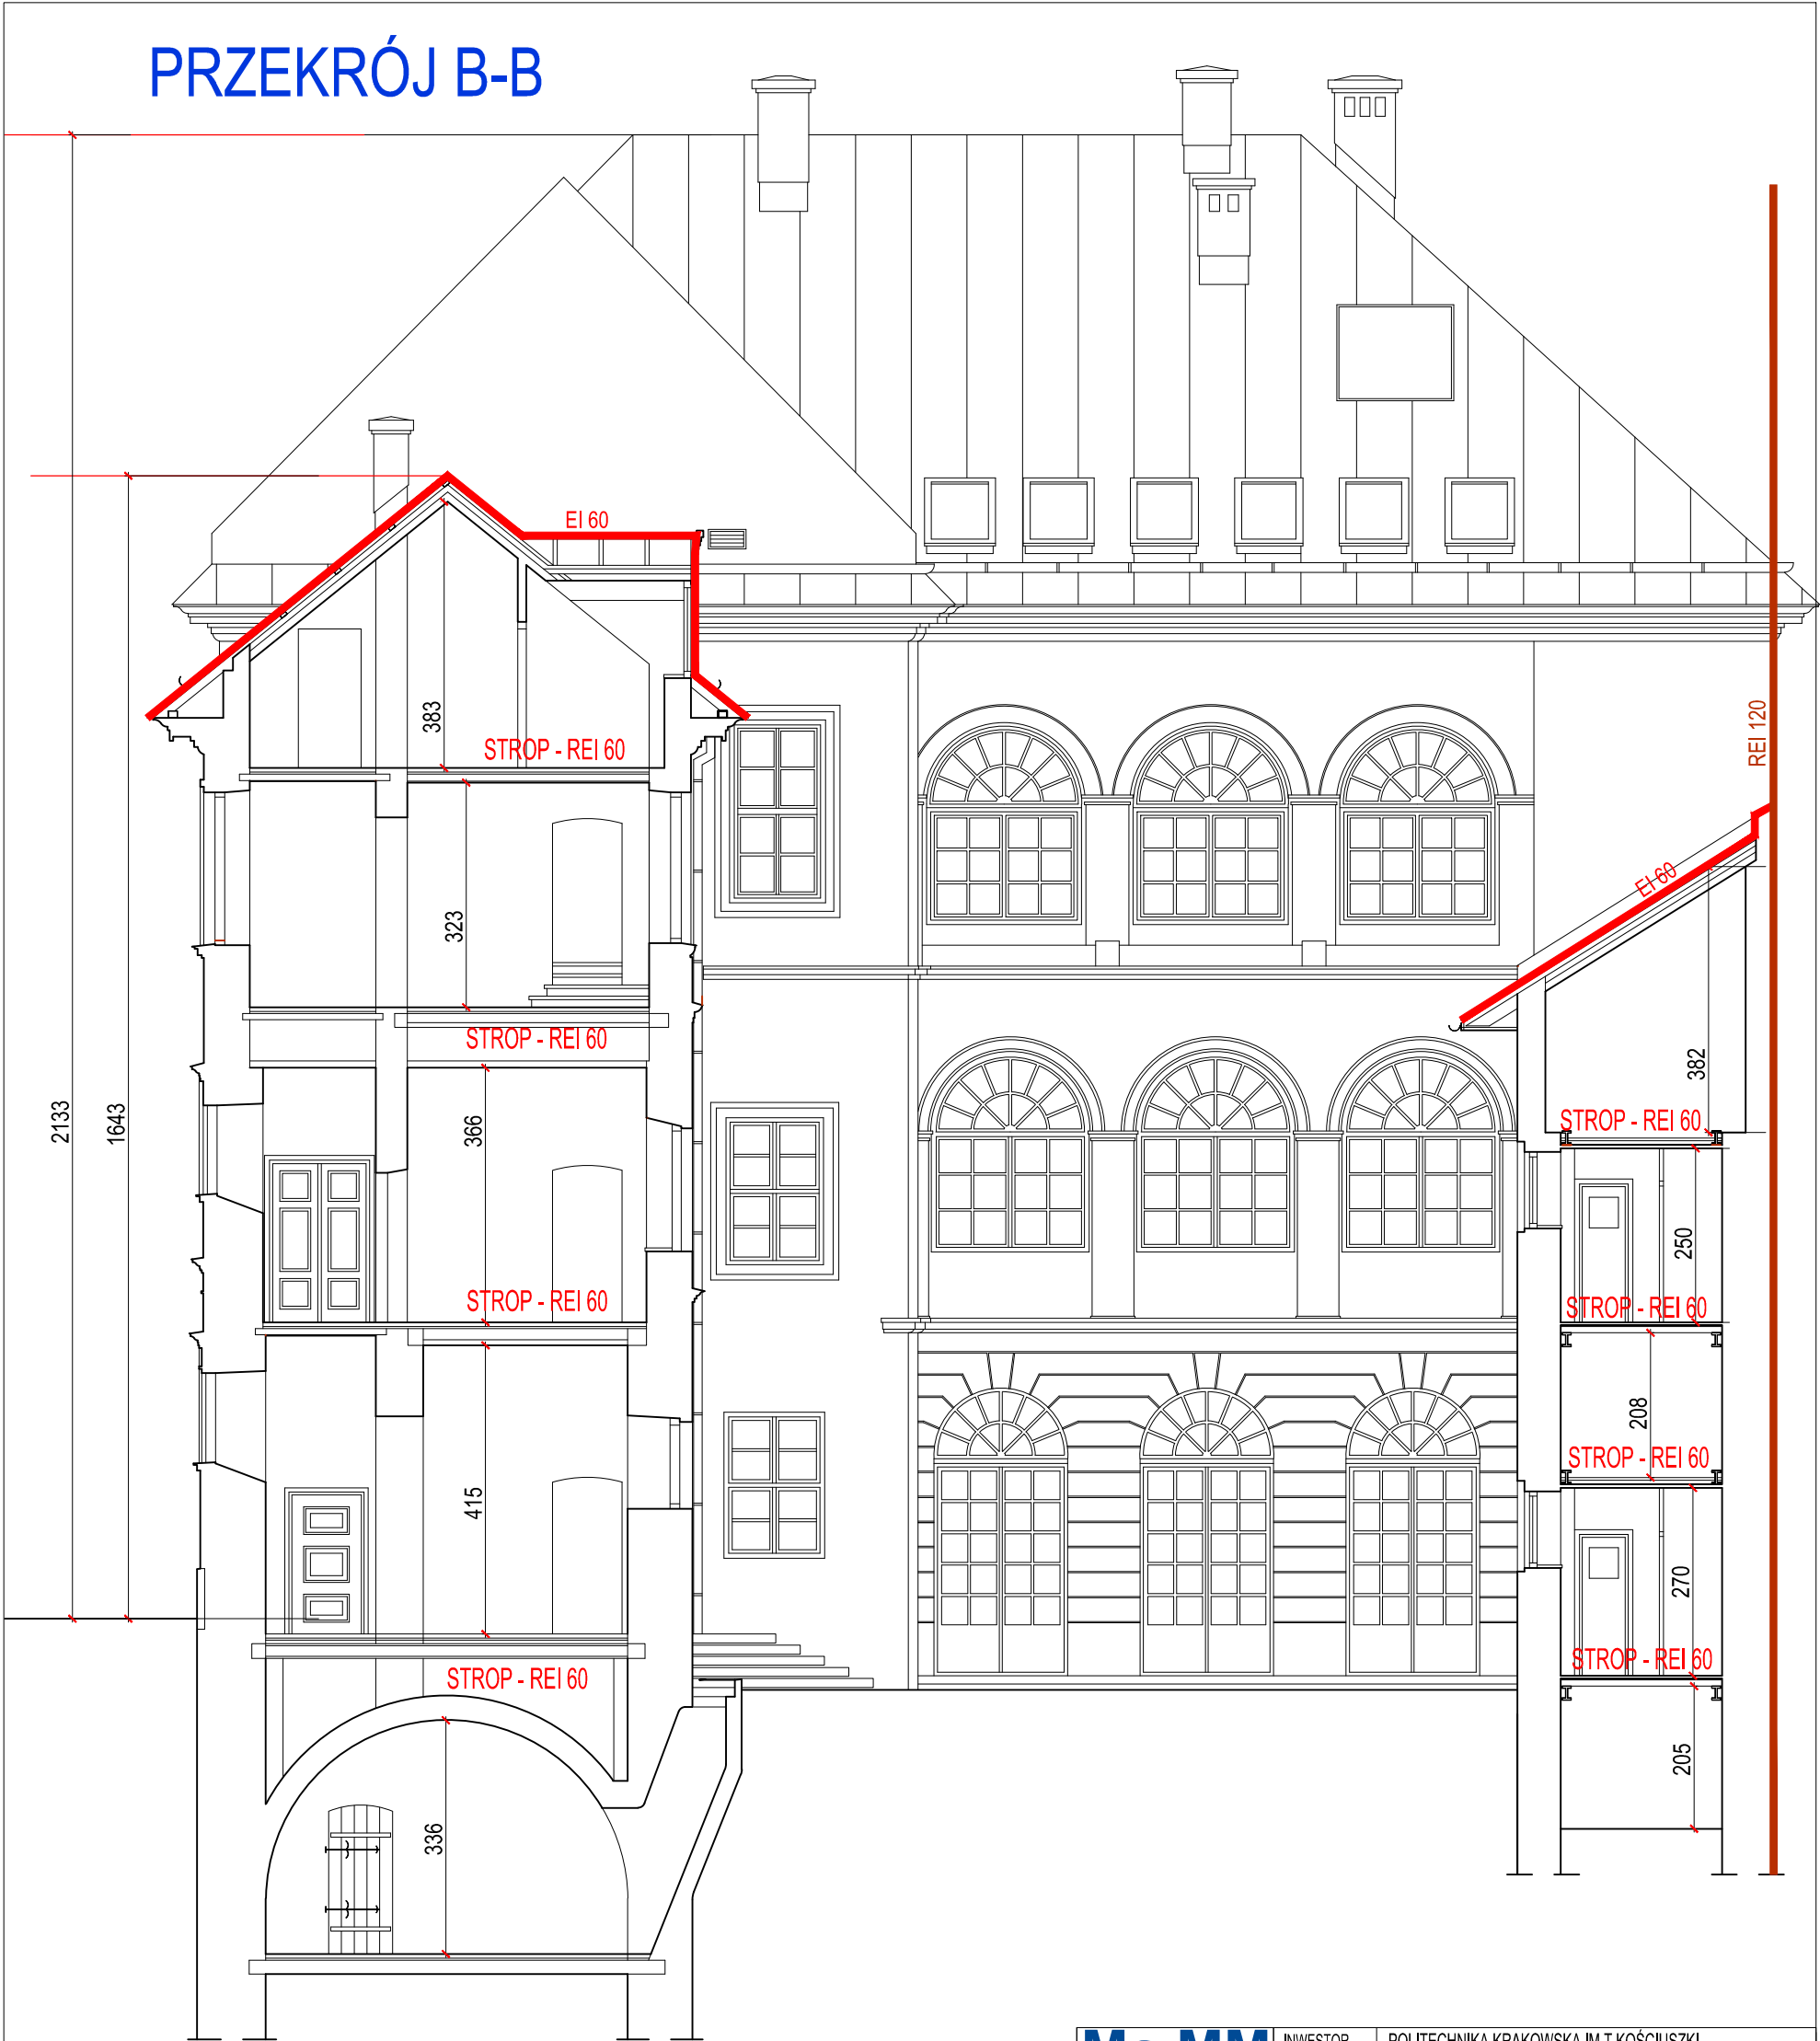 PRZEKRÓJ B-B
EI 60
REI 120
383
STROP - REI 60
EI 60
323
STROP - REI 60
382
2133
1643
366
STROP - REI 60
250
STROP - REI 60
STROP - REI 60
208
STROP - REI 60
415
270
STROP - REI 60
STROP - REI 60
205
336
INWESTOR
POLITECHNIKA KRAKOWSKA IM.T.KOŚCIUSZKI